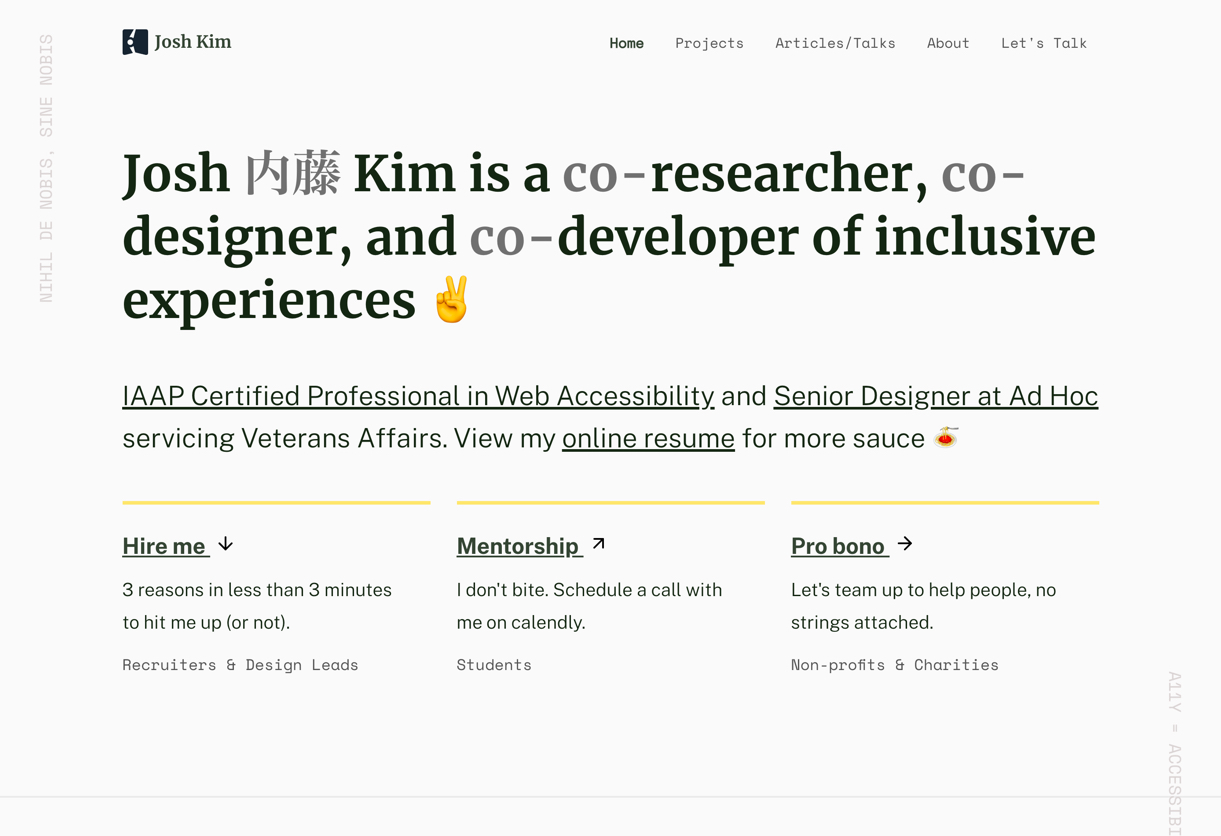 NIHIL DE NOBIS, SINE NOBIS
Josh Kim
Home Projects Articles/Talks About Let's Talk
Josh 内藤 Kim is a co-researcher, co-
designer, and co-developer of inclusive
experiences ✌️
IAAP Certified Professional in Web Accessibility and Senior Designer at Ad Hoc
servicing Veterans Affairs. View my online resume for more sauce 🍝
Hire me ↓
3 reasons in less than 3 minutes
to hit me up (or not).
Recruiters & Design Leads
Mentorship ↗
I don't bite. Schedule a call with
me on calendly.
Students
Pro bono →
Let's team up to help people, no
strings attached.
Non-profits & Charities
A11Y = ACCESSIBI